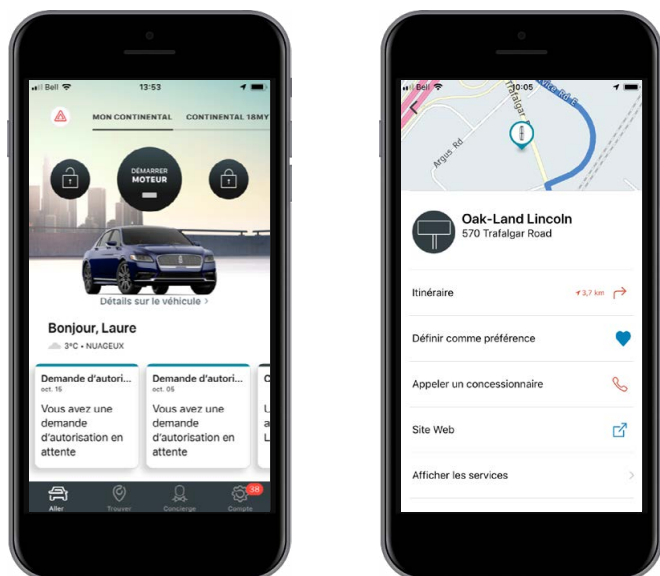 Bell
13:53
MON CONTINENTAL
CONTINENTAL 18MY
DÉMARRER
MOTEUR
Détails sur le véhicule >
Bonjour, Laure
3°C • NUAGEUX
Demande d'autori...
oct. 15
Vous avez une
demande
d'autorisation en
attente
Demande d'autori...
oct. 05
Vous avez une
demande
d'autorisation en
attente
Aller
Trouver
Concierge
Compte
38
Bell
10:05
Trafalgar
Service Rd E
Argus Rd
Oak-Land Lincoln
570 Trafalgar Road
Itinéraire
3,7 km
Définir comme préférence
Appeler un concessionnaire
Site Web
Afficher les services